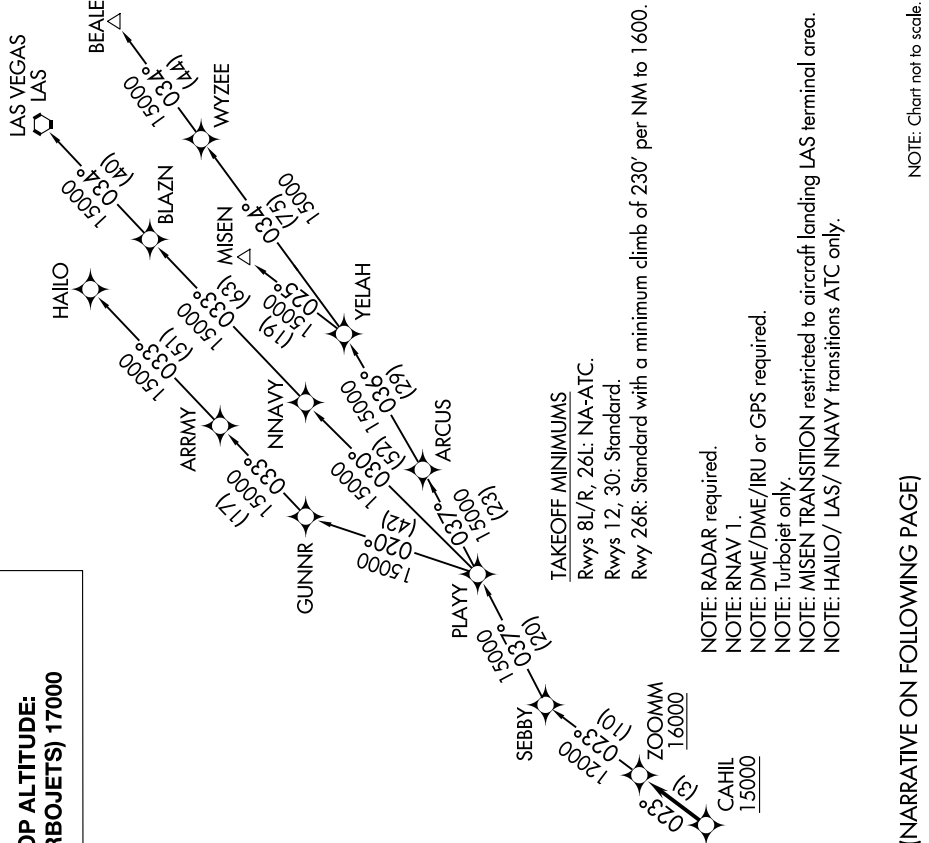 OP ALTITUDE:
RBOJETS) 17000
LAS VEGAS
LAS
BEALE
15000
034°
(44)
WYZEE
15000
034°
(40)
BLAZN
HAILO
15000
033°
(51)
ARRMY
15000
033°
(63)
NNAVY
MISEN
(19)
15000
025°
034°
(75)
15000
YELAH
(17)
15000
033°
GUNNR
15000
030°
(52)
15000
036°
(29)
ARCUS
15000
020°
(42)
037°
15000
(23)
PLAYY
15000
037°
(20)
SEBBY
12000
023°
(10)
ZOOMM
16000
023°
(3)
CAHIL
15000
TAKEOFF MINIMUMS
Rwys 8L/R, 26L: NA-ATC.
Rwys 12, 30: Standard.
Rwy 26R: Standard with a minimum climb of 230' per NM to 1600.
NOTE: RADAR required.
NOTE: RNAV 1.
NOTE: DME/DME/IRU or GPS required.
NOTE: Turbojet only.
NOTE: MISEN TRANSITION restricted to aircraft landing LAS terminal area.
NOTE: HAILO/ LAS/ NNAVY transitions ATC only.
(NARRATIVE ON FOLLOWING PAGE)
NOTE: Chart not to scale.